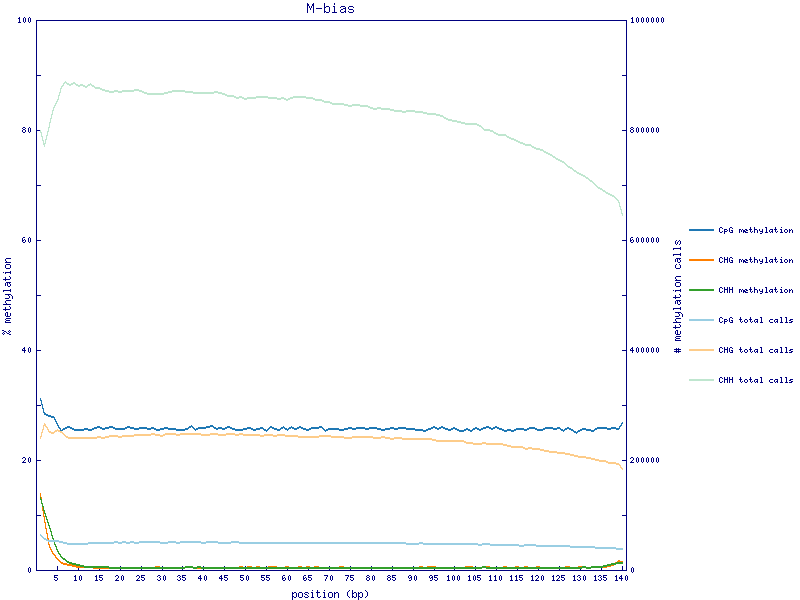 M-bias
100
80
60
40
20
0
1000000
800000
600000
400000
200000
0
% methylation
# methylation calls
5 10 15 20 25 30 35 40 45 50 55 60 65 70 75 80 85 90 95 100 105 110 115 120 125 130 135 140
position (bp)
CpG methylation
CHG methylation
CHH methylation
CpG total calls
CHG total calls
CHH total calls